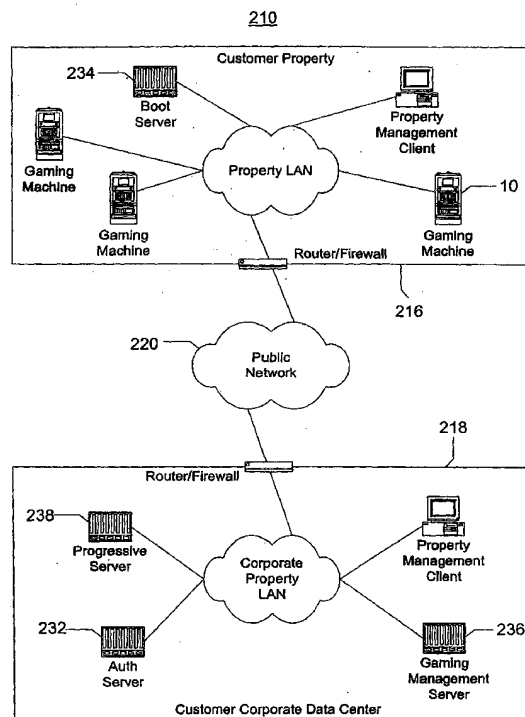 210
Customer Property
234
Boot
Server
Property
Management
Client
Gaming
Machine
Property LAN
Gaming
Machine
10
Gaming
Machine
Router/Firewall
216
220
Public
Network
218
Router/Firewall
238
Progressive
Server
Corporate
Property
LAN
Property
Management
Client
232
Auth
Server
236
Gaming
Management
Server
Customer Corporate Data Center